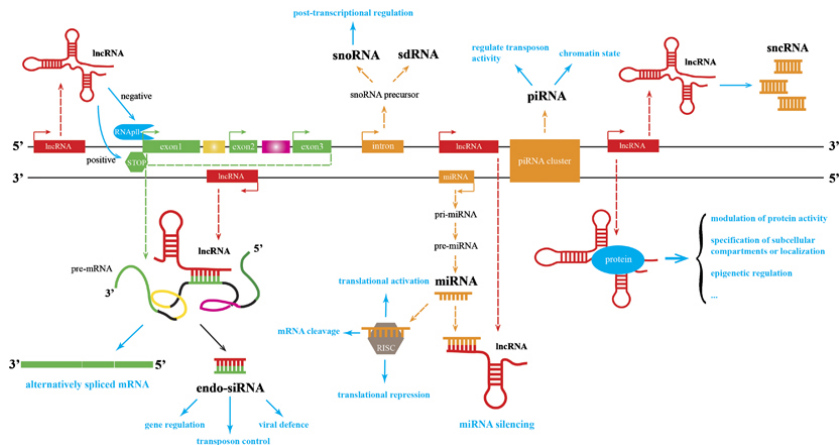 post-transcriptional regulation
lncRNA
snoRNA
sdRNA
regulate transposon
activity
chromatin state
lncRNA
sncRNA
negative
snoRNA precursor
piRNA
RNApII
5'
lncRNA
exon1
exon2
exon3
intron
lncRNA
piRNA cluster
lncRNA
3'
positive
STOP
3'
lncRNA
miRNA
5'
pri-miRNA
pre-miRNA
miRNA
pre-mRNA
3'
lncRNA
5'
translational activation
mRNA cleavage
RISC
translational repression
lncRNA
miRNA silencing
protein
modulation of protein activity
specification of subcellular
compartments or localization
epigenetic regulation
...
3'
5'
alternatively spliced mRNA
endo-siRNA
gene regulation
viral defence
transposon control